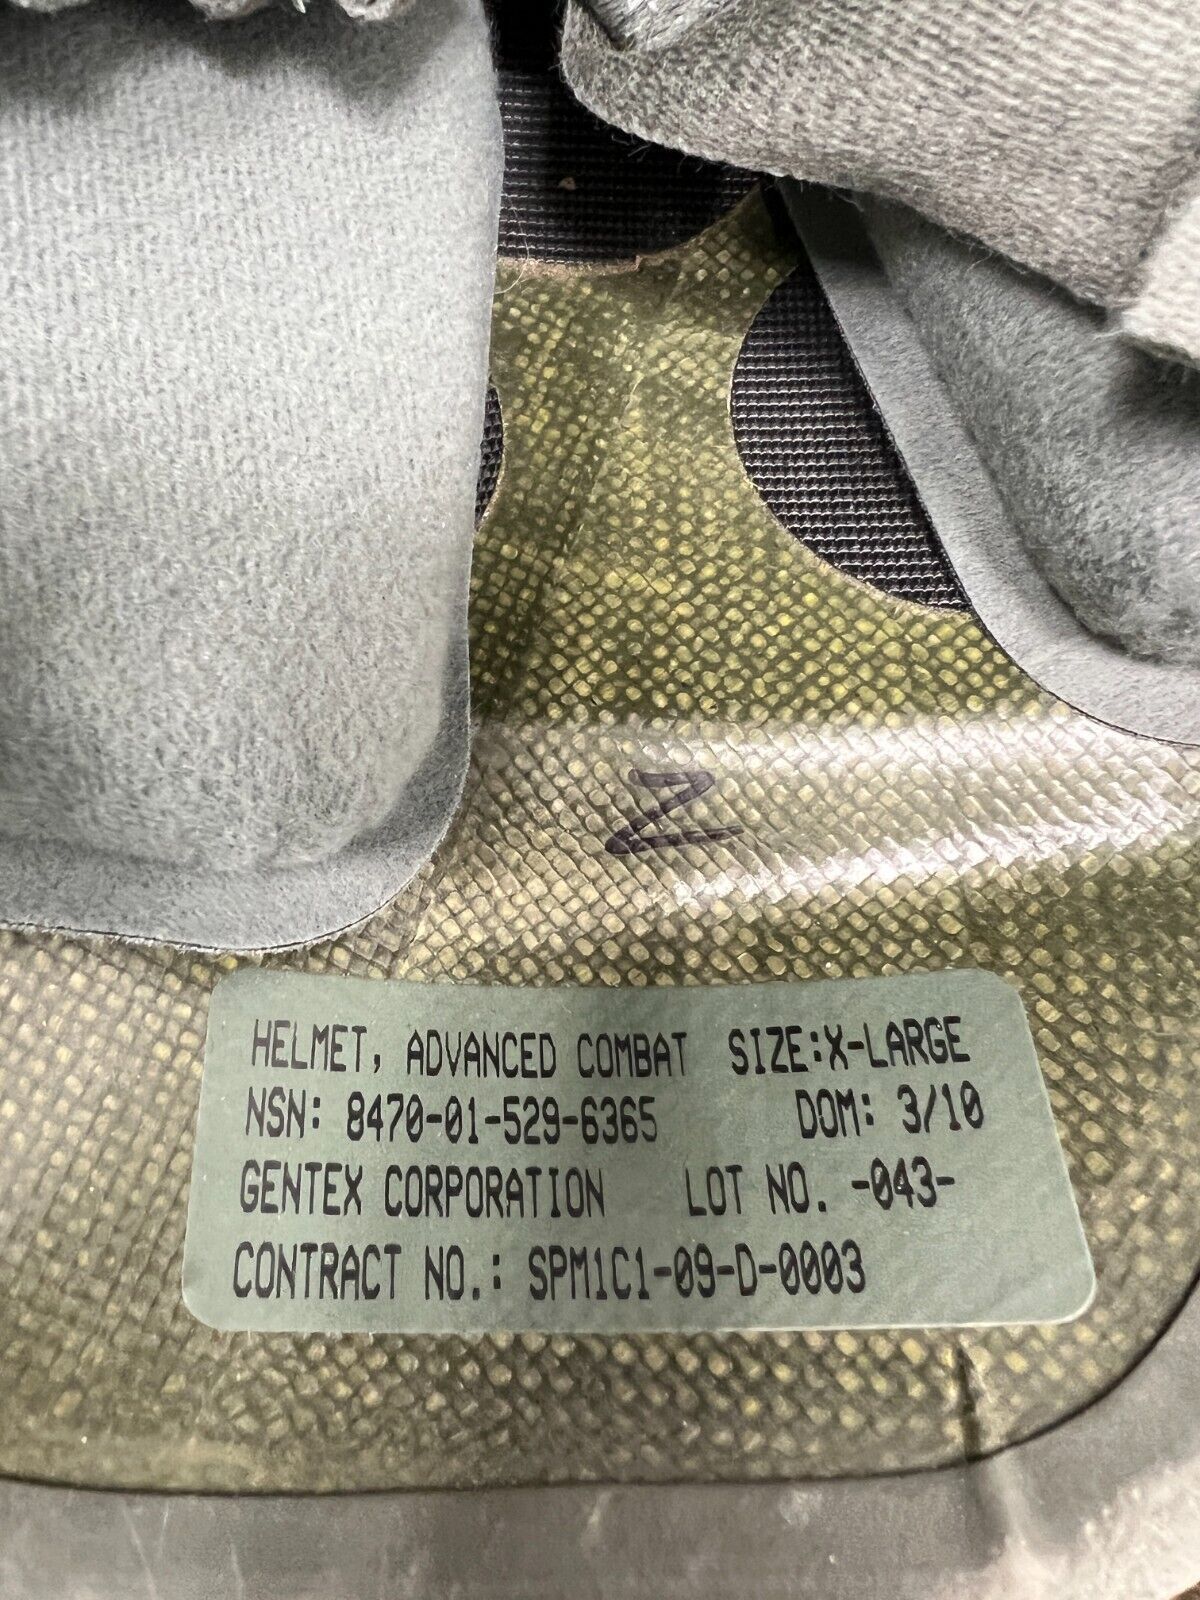 Z
HELMET, ADVANCED COMBAT SIZE:X-LARGE
NSN: 8470-01-529-6365 DOM: 3/10
GENTEX CORPORATION LOT NO. -043-
CONTRACT NO.: SPM1C1-09-D-0003